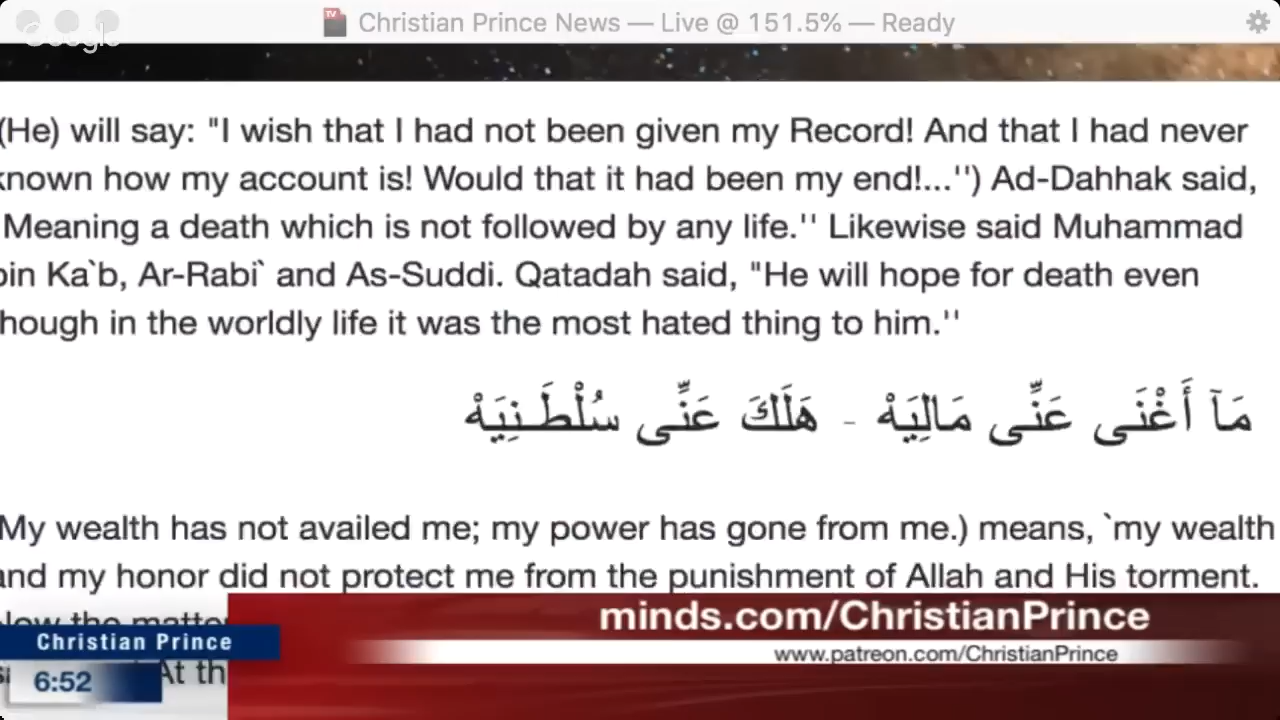 Christian Prince News — Live @ 151.5% — Ready
Google
(He) will say: "I wish that I had not been given my Record! And that I had never
known how my account is! Would that it had been my end!...'') Ad-Dahhak said,
Meaning a death which is not followed by any life.'' Likewise said Muhammad
bin Ka`b, Ar-Rabi` and As-Suddi. Qatadah said, "He will hope for death even
though in the worldly life it was the most hated thing to him.''
مَآ أَغْنَى عَنِّى مَالِيَهْ - هَلَكَ عَنِّى سُلْطَـنِيَهْ
My wealth has not availed me; my power has gone from me.) means, `my wealth
and my honor did not protect me from the punishment of Allah and His torment.
Now the matter
At th
minds.com/ChristianPrince
www.patreon.com/ChristianPrince
Christian Prince
6:52